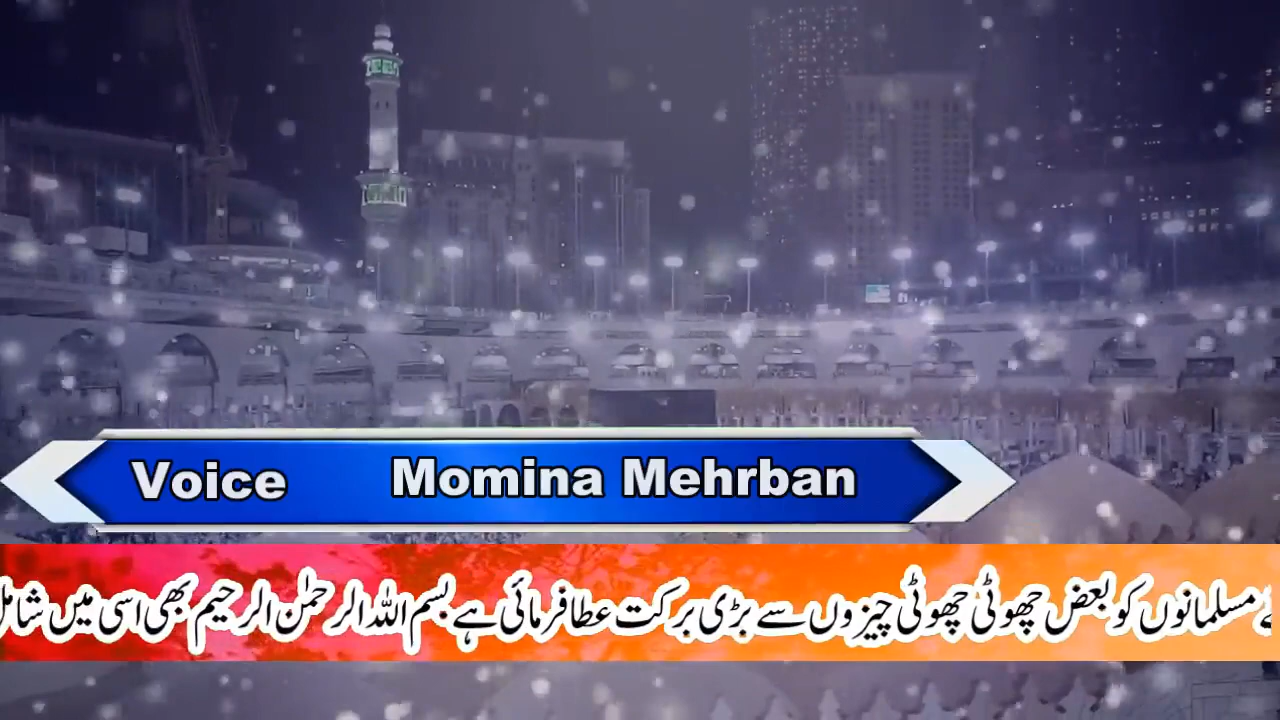 Voice Momina Mehrban
مسلمانوں کو بعض چھوٹی چھوٹی چیزوں سے بڑی برکت عطا فرمائی ہے بسم اللہ الرحمٰن الرحیم بھی اسی میں شامل